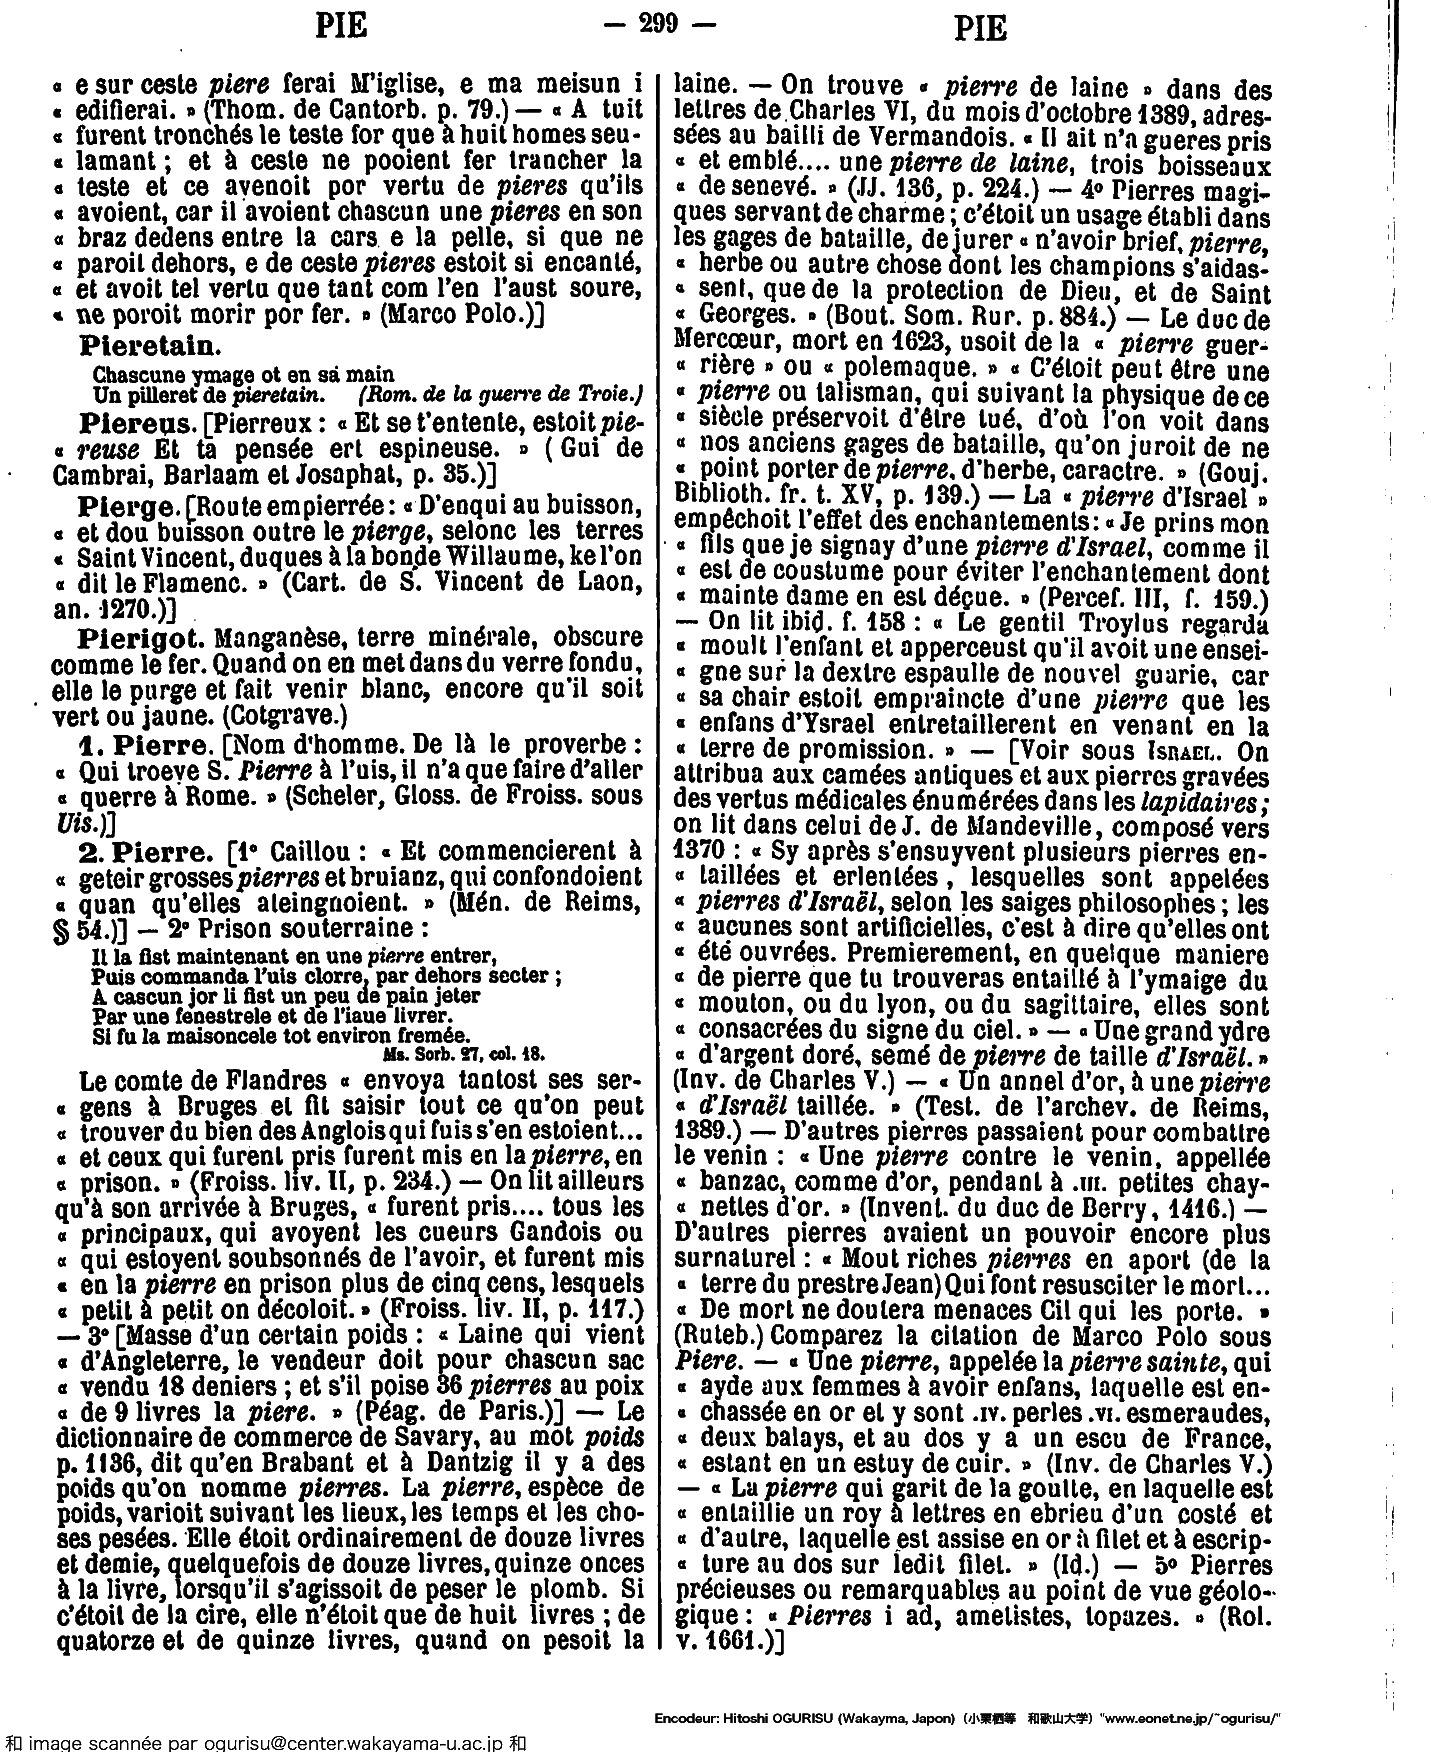 PIE — 299 — PIE
« e sur ceste piere ferai M'iglise, e ma meisun i
« edifierai. » (Thom. de Cantorb. p. 79.) — « A tuit
« furent tronchés le teste for que à huit homes seu-
« lamant ; et à ceste ne pooient fer trancher la
« teste et ce avenoit por vertu de pieres qu'ils
« avoient, car il avoient chascun une pieres en son
« braz dedens entre la cars e la pelle, si que ne
« paroit dehors, e de ceste pieres estoit si encanté,
« et avoit tel vertu que tant com l'en l'aust soure,
« ne poroit morir por fer. » (Marco Polo.)]
Pieretain.
Chascune ymage ot en sa main
Un pilleret de pieretain. (Rom. de la guerre de Troie.)
Piereus. [Pierreux : « Et se t'entente, estoit pie-
« reuse Et ta pensée ert espineuse. » ( Gui de
Cambrai, Barlaam et Josaphat, p. 35.)]
Pierge. [Route empierrée : « D'enqui au buisson,
« et dou buisson outre le pierge, selonc les terres
« Saint Vincent, duques à la bonde Willaume, ke l'on
« dit le Flamenc. » (Cart. de S. Vincent de Laon,
an. 1270.)]
Pierigot. Manganèse, terre minérale, obscure
comme le fer. Quand on en met dans du verre fondu,
elle le purge et fait venir blanc, encore qu'il soit
vert ou jaune. (Cotgrave.)
1. Pierre. [Nom d'homme. De là le proverbe :
« Qui troeve S. Pierre à l'uis, il n'a que faire d'aller
« querre à Rome. » (Scheler, Gloss. de Froiss. sous
Uis.)]
2. Pierre. [1° Caillou : « Et commencierent à
« geteir grosses pierres et bruianz, qui confondoient
« quan qu'elles ateingnoient. » (Mén. de Reims,
§ 54.)] — 2° Prison souterraine :
Il la fist maintenant en une pierre entrer,
Puis commanda l'uis clorre, par dehors secter ;
A cascun jor li fist un peu de pain jeter
Par une fenestrele et de l'iaue livrer.
Si fu la maisoncele tot environ fremée.
Ms. Sorb. 27, col. 18.
Le comte de Flandres « envoya tantost ses ser-
« gens à Bruges et fit saisir tout ce qu'on peut
« trouver du bien des Anglois qui fuis s'en estoient...
« et ceux qui furent pris furent mis en la pierre, en
« prison. » (Froiss. liv. II, p. 234.) — On lit ailleurs
qu'à son arrivée à Bruges, « furent pris.... tous les
« principaux, qui avoyent les cueurs Gandois ou
« qui estoyent soubsonnés de l'avoir, et furent mis
« en la pierre en prison plus de cinq cens, lesquels
« petit à petit on décoloit. » (Froiss. liv. II, p. 117.)
— 3° [Masse d'un certain poids : « Laine qui vient
« d'Angleterre, le vendeur doit pour chascun sac
« vendu 18 deniers ; et s'il poise 36 pierres au poix
« de 9 livres la piere. » (Péag. de Paris.)] — Le
dictionnaire de commerce de Savary, au mot poids
p. 1136, dit qu'en Brabant et à Dantzig il y a des
poids qu'on nomme pierres. La pierre, espèce de
poids, varioit suivant les lieux, les temps et les cho-
ses pesées. Elle étoit ordinairement de douze livres
et demie, quelquefois de douze livres, quinze onces
à la livre, lorsqu'il s'agissoit de peser le plomb. Si
c'étoit de la cire, elle n'étoit que de huit livres ; de
quatorze et de quinze livres, quand on pesoit la
laine. — On trouve « pierre de laine » dans des
lettres de Charles VI, du mois d'octobre 1389, adres-
sées au bailli de Vermandois. « Il ait n'a gueres pris
« et emblé.... une pierre de laine, trois boisseaux
« de senevé. » (JJ. 136, p. 224.) — 4° Pierres magi-
ques servant de charme ; c'étoit un usage établi dans
les gages de bataille, de jurer « n'avoir brief, pierre,
« herbe ou autre chose dont les champions s'aidas-
« sent, que de la protection de Dieu, et de Saint
« Georges. » (Bout. Som. Rur. p. 884.) — Le duc de
Mercœur, mort en 1623, usoit de la « pierre guer-
« rière » ou « polemaque. » « C'étoit peut être une
« pierre ou talisman, qui suivant la physique de ce
« siècle préservoit d'être tué, d'où l'on voit dans
« nos anciens gages de bataille, qu'on juroit de ne
« point porter de pierre, d'herbe, caractre. » (Gouj.
Biblioth. fr. t. XV, p. 139.) — La « pierre d'Israel »
empêchoit l'effet des enchantements : « Je prins mon
« fils que je signay d'une pierre d'Israel, comme il
« est de coustume pour éviter l'enchantement dont
« mainte dame en est déçue. » (Percef. III, f. 159.)
— On lit ibid. f. 158 : « Le gentil Troylus regarda
« moult l'enfant et apperceust qu'il avoit une ensei-
« gne sur la dextre espaulle de nouvel guarie, car
« sa chair estoit empraincte d'une pierre que les
« enfans d'Ysrael entretaillerent en venant en la
« terre de promission. » — [Voir sous ISRAEL. On
attribua aux camées antiques et aux pierres gravées
des vertus médicales énumérées dans les lapidaires ;
on lit dans celui de J. de Mandeville, composé vers
1370 : « Sy après s'ensuyvent plusieurs pierres en-
« taillées et erlentées , lesquelles sont appelées
« pierres d'Israël, selon les saiges philosophes ; les
« aucunes sont artificielles, c'est à dire qu'elles ont
« été ouvrées. Premierement, en quelque maniere
« de pierre que tu trouveras entaillé à l'ymaige du
« mouton, ou du lyon, ou du sagittaire, elles sont
« consacrées du signe du ciel. » — « Une grand ydre
« d'argent doré, semé de pierre de taille d'Israël. »
(Inv. de Charles V.) — « Un annel d'or, à une pierre
« d'Israël taillée. » (Test. de l'archev. de Reims,
1389.) — D'autres pierres passaient pour combattre
le venin : « Une pierre contre le venin, appellée
« banzac, comme d'or, pendant à .III. petites chay-
« nettes d'or. » (Invent. du duc de Berry, 1416.) —
D'autres pierres avaient un pouvoir encore plus
surnaturel : « Mout riches pierres en aport (de la
« terre du prestre Jean) Qui font resusciter le mort...
« De mort ne doutera menaces Cil qui les porte. »
(Ruteb.) Comparez la citation de Marco Polo sous
Piere. — « Une pierre, appelée la pierre sainte, qui
« ayde aux femmes à avoir enfans, laquelle est en-
« chassée en or et y sont .IV. perles .VI. esmeraudes,
« deux balays, et au dos y a un escu de France,
« estant en un estuy de cuir. » (Inv. de Charles V.)
— « La pierre qui garit de la goutte, en laquelle est
« entaillie un roy à lettres en ebrieu d'un costé et
« d'autre, laquelle est assise en or à filet et à escrip-
« ture au dos sur ledit filet. » (Id.) — 5° Pierres
précieuses ou remarquables au point de vue géolo-
gique : « Pierres i ad, ametistes, topazes. » (Rol.
v. 1661.)]
Encodeur: Hitoshi OGURISU (Wakayma, Japon)（小栗栖等　和歌山大学）"www.eonet.ne.jp/~ogurisu/"
和 image scannée par ogurisu@center.wakayama-u.ac.jp 和